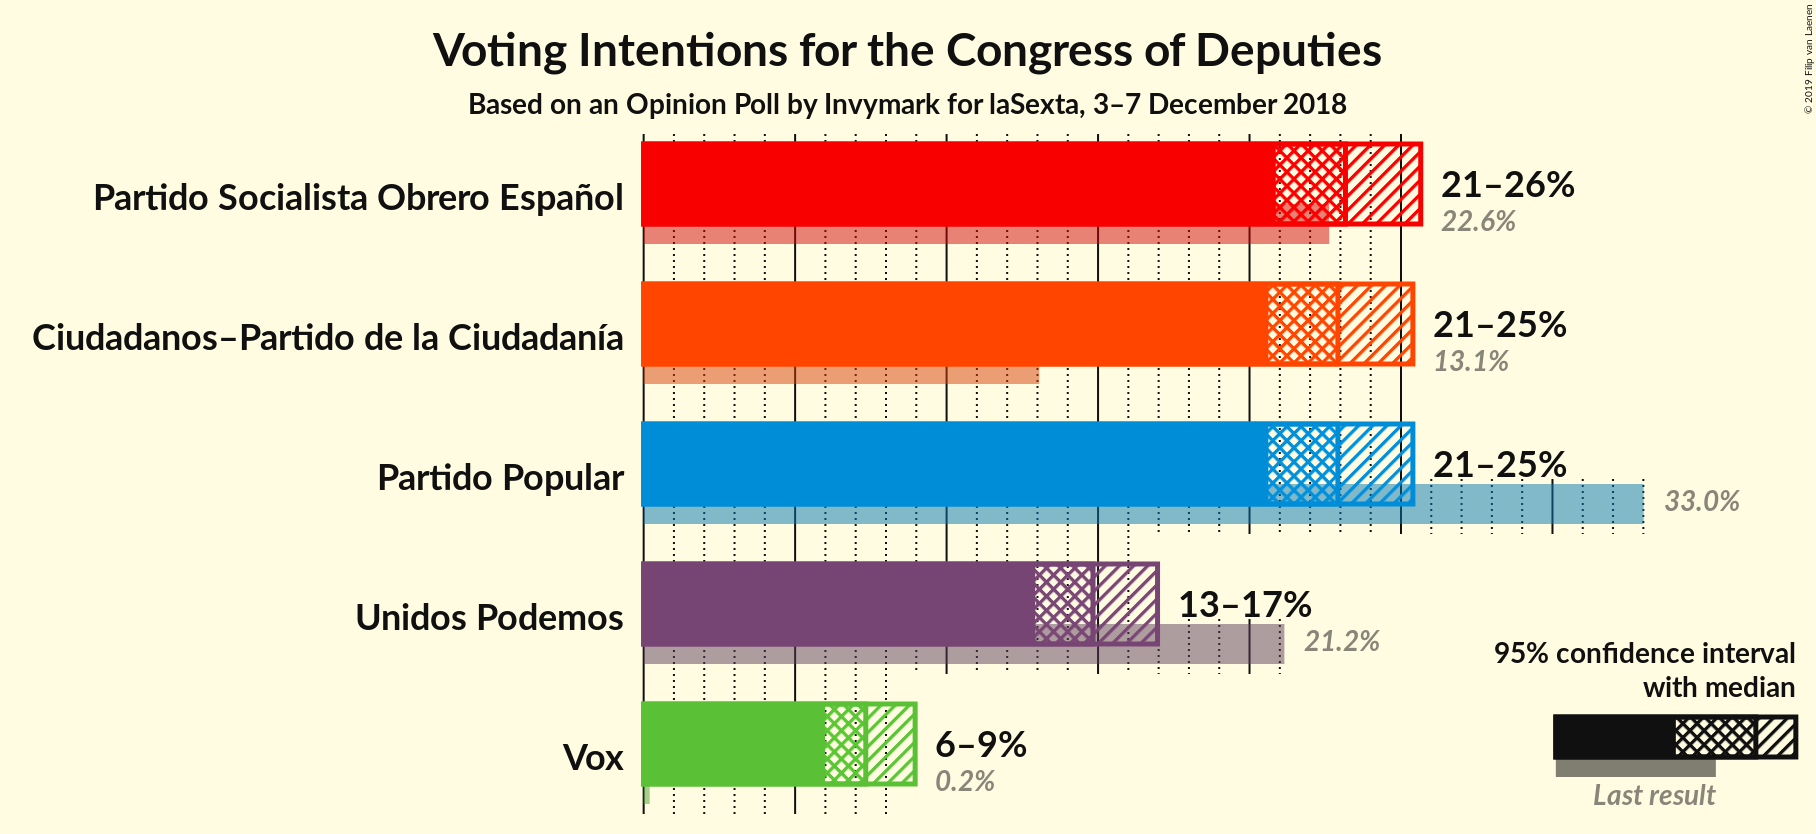 Voting Intentions for the Congress of Deputies
Based on an Opinion Poll by Invymark for laSexta, 3–7 December 2018
© 2019 Filip van Laenen
Partido Socialista Obrero Español
21–26%
22.6%
Ciudadanos–Partido de la Ciudadanía
21–25%
13.1%
Partido Popular
21–25%
33.0%
Unidos Podemos
13–17%
21.2%
Vox
6–9%
0.2%
95% confidence interval
with median
Last result